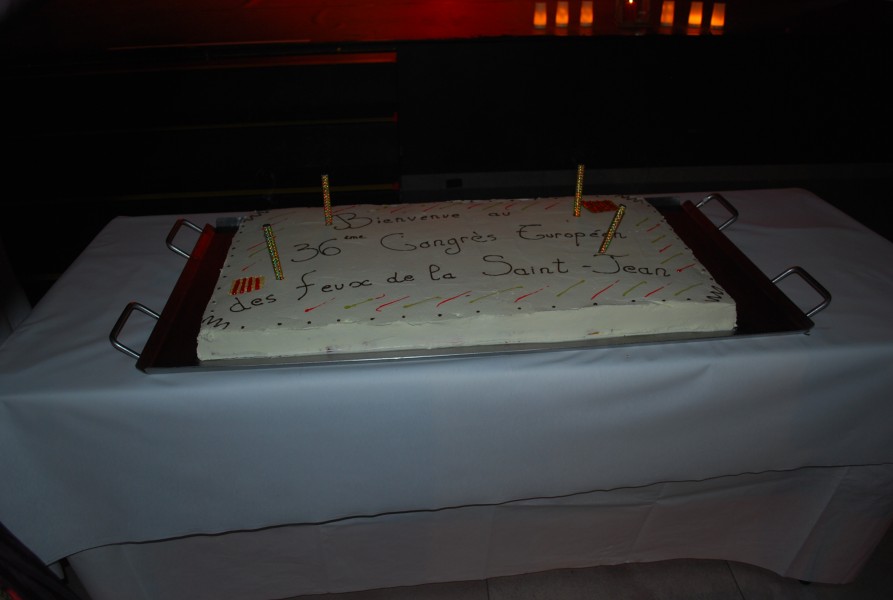 Bienvenue au
36ème Congrès Européen
des feux de la Saint-Jean